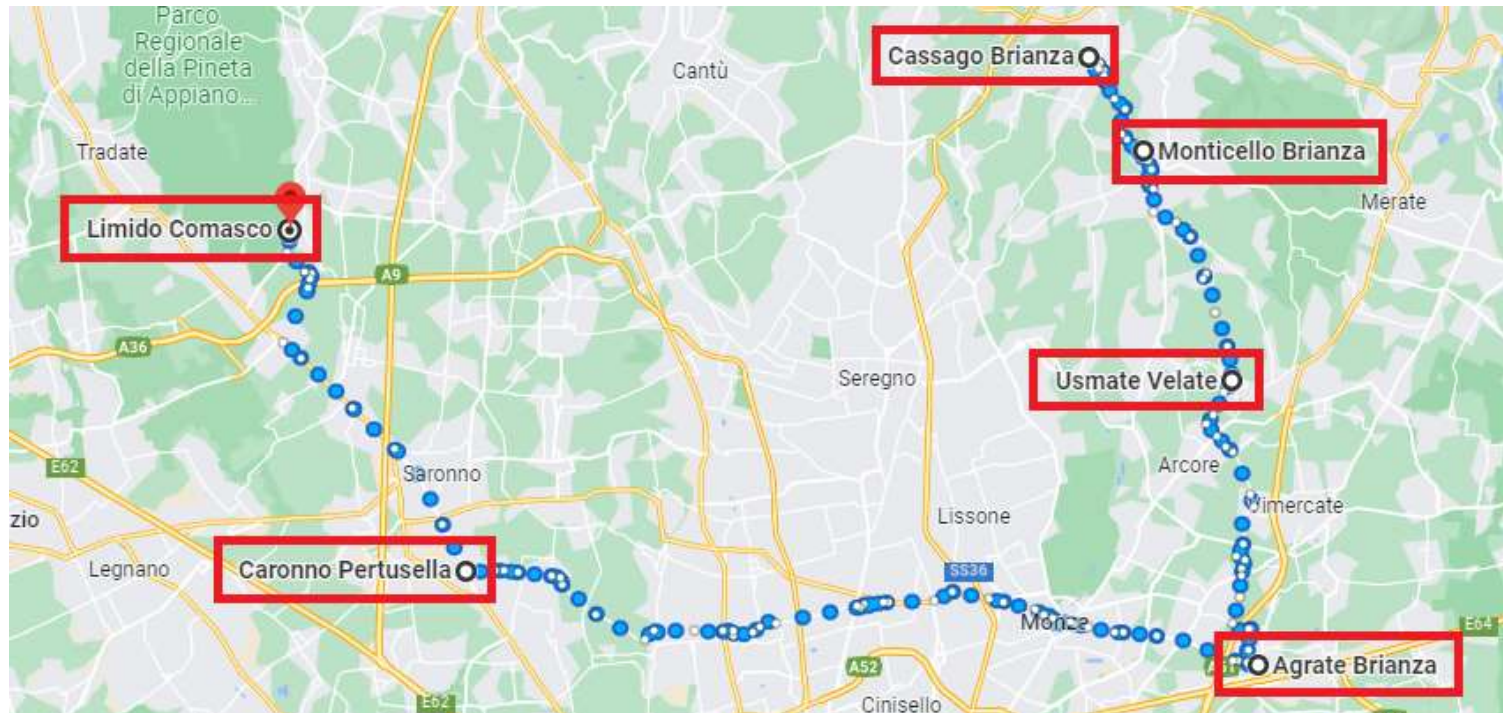 Parco
Regionale
della Pineta
di Appiano...
Cantù
Cassago Brianza
Tradate
Monticello Brianza
Merate
Limido Comasco
A9
A36
Seregno
Usmate Velate
E62
Saronno
Arcore
Vimercate
zio
Lissone
Legnano
Caronno Pertusella
SS36
Monza
E64
A52
Agrate Brianza
E62
Cinisello